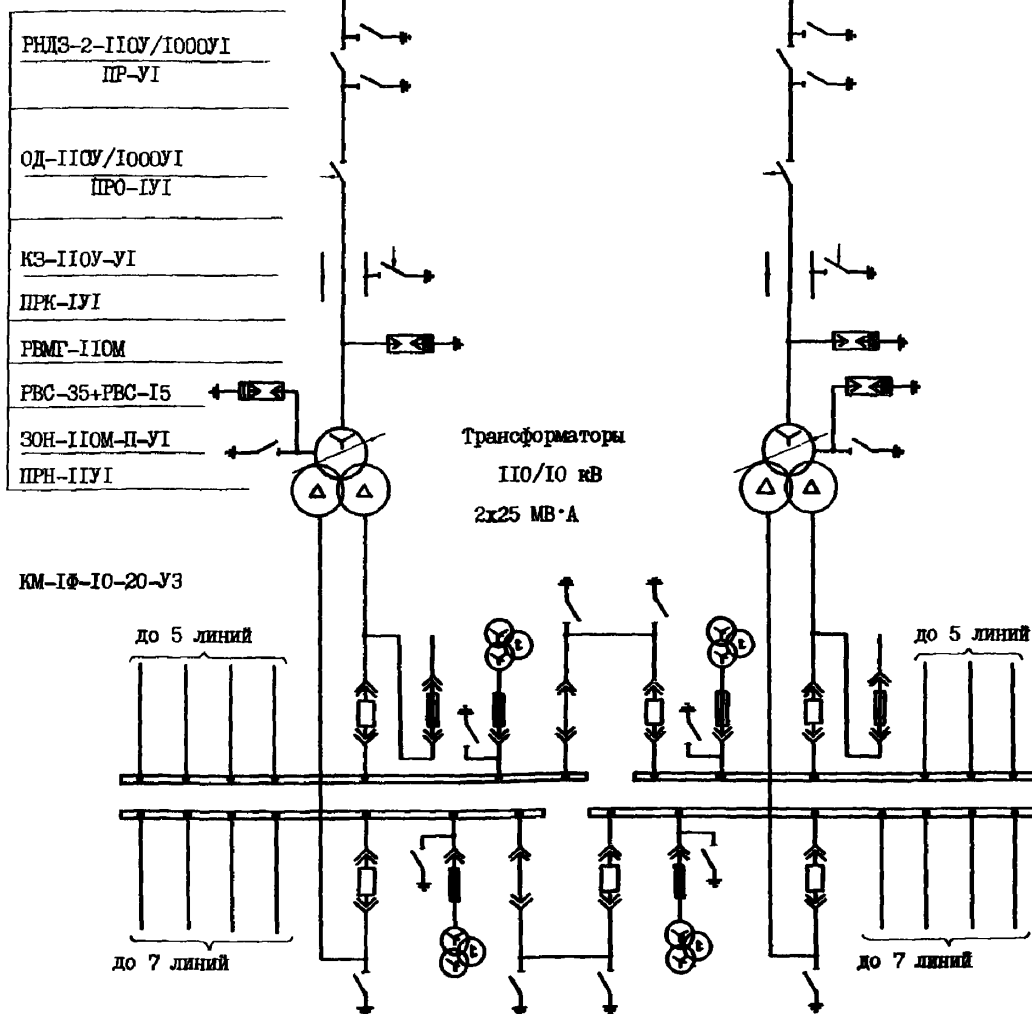 РНДЗ-2-110У/1000У1
ПР-У1
ОД-110У/1000У1
ПРО-1У1
КЗ-110У-У1
ПРК-1У1
РВМГ-110М
РВС-35+РВС-15
ЗОН-110М-П-У1
ПРН-11У1
Трансформаторы
110/10 кВ
2х25 МВ·А
КМ-1Ф-10-20-У3
до 5 линий
до 5 линий
до 7 линий
до 7 линий